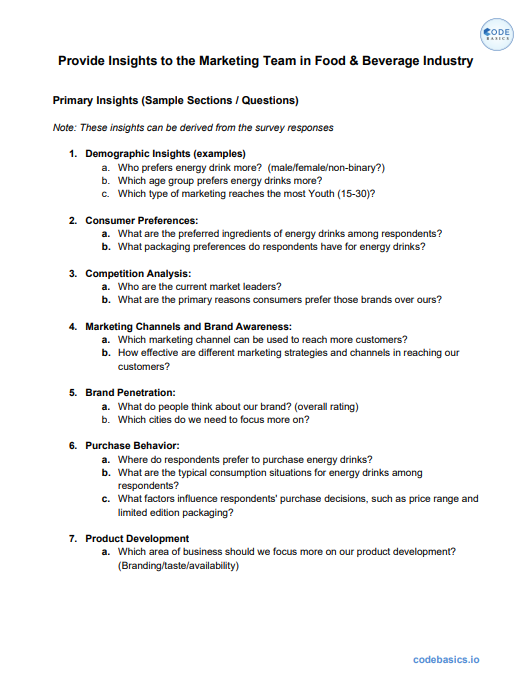 CODE
BASICS
Provide Insights to the Marketing Team in Food & Beverage Industry
Primary Insights (Sample Sections / Questions)
Note: These insights can be derived from the survey responses
1. Demographic Insights (examples)
a. Who prefers energy drink more? (male/female/non-binary?)
b. Which age group prefers energy drinks more?
c. Which type of marketing reaches the most Youth (15-30)?
2. Consumer Preferences:
a. What are the preferred ingredients of energy drinks among respondents?
b. What packaging preferences do respondents have for energy drinks?
3. Competition Analysis:
a. Who are the current market leaders?
b. What are the primary reasons consumers prefer those brands over ours?
4. Marketing Channels and Brand Awareness:
a. Which marketing channel can be used to reach more customers?
b. How effective are different marketing strategies and channels in reaching our
customers?
5. Brand Penetration:
a. What do people think about our brand? (overall rating)
b. Which cities do we need to focus more on?
6. Purchase Behavior:
a. Where do respondents prefer to purchase energy drinks?
b. What are the typical consumption situations for energy drinks among
respondents?
c. What factors influence respondents' purchase decisions, such as price range and
limited edition packaging?
7. Product Development
a. Which area of business should we focus more on our product development?
(Branding/taste/availability)
codebasics.io